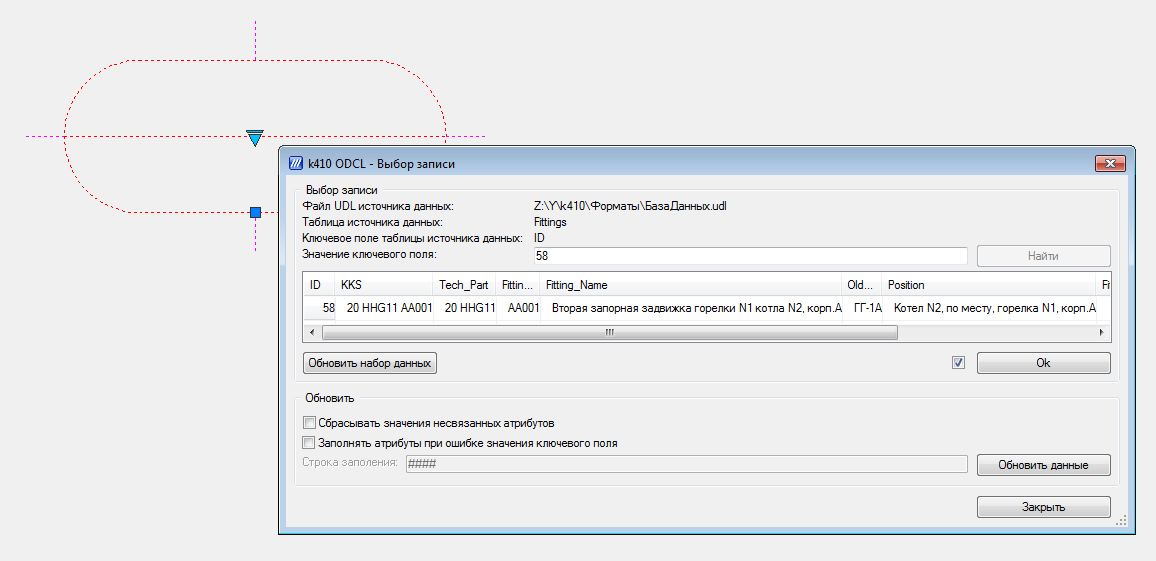 k410 ODCL - Выбор записи
Выбор записи
Файл UDL источника данных: Z:\Y\k410\Форматы\БазаДанных.udl
Таблица источника данных: Fittings
Ключевое поле таблицы источника данных: ID
Значение ключевого поля: 58 Найти
ID KKS Tech_Part Fittin... Fitting_Name Old... Position Fi
58 20 HHG11 AA001 20 HHG11 AA001 Вторая запорная задвижка горелки N1 котла N2, корп.А ГГ-1А Котел N2, по месту, горелка N1, корп.А
Обновить набор данных Ok
Обновить
Сбрасывать значения несвязанных атрибутов
Заполнять атрибуты при ошибке значения ключевого поля
Строка заполения: #### Обновить данные
Закрыть